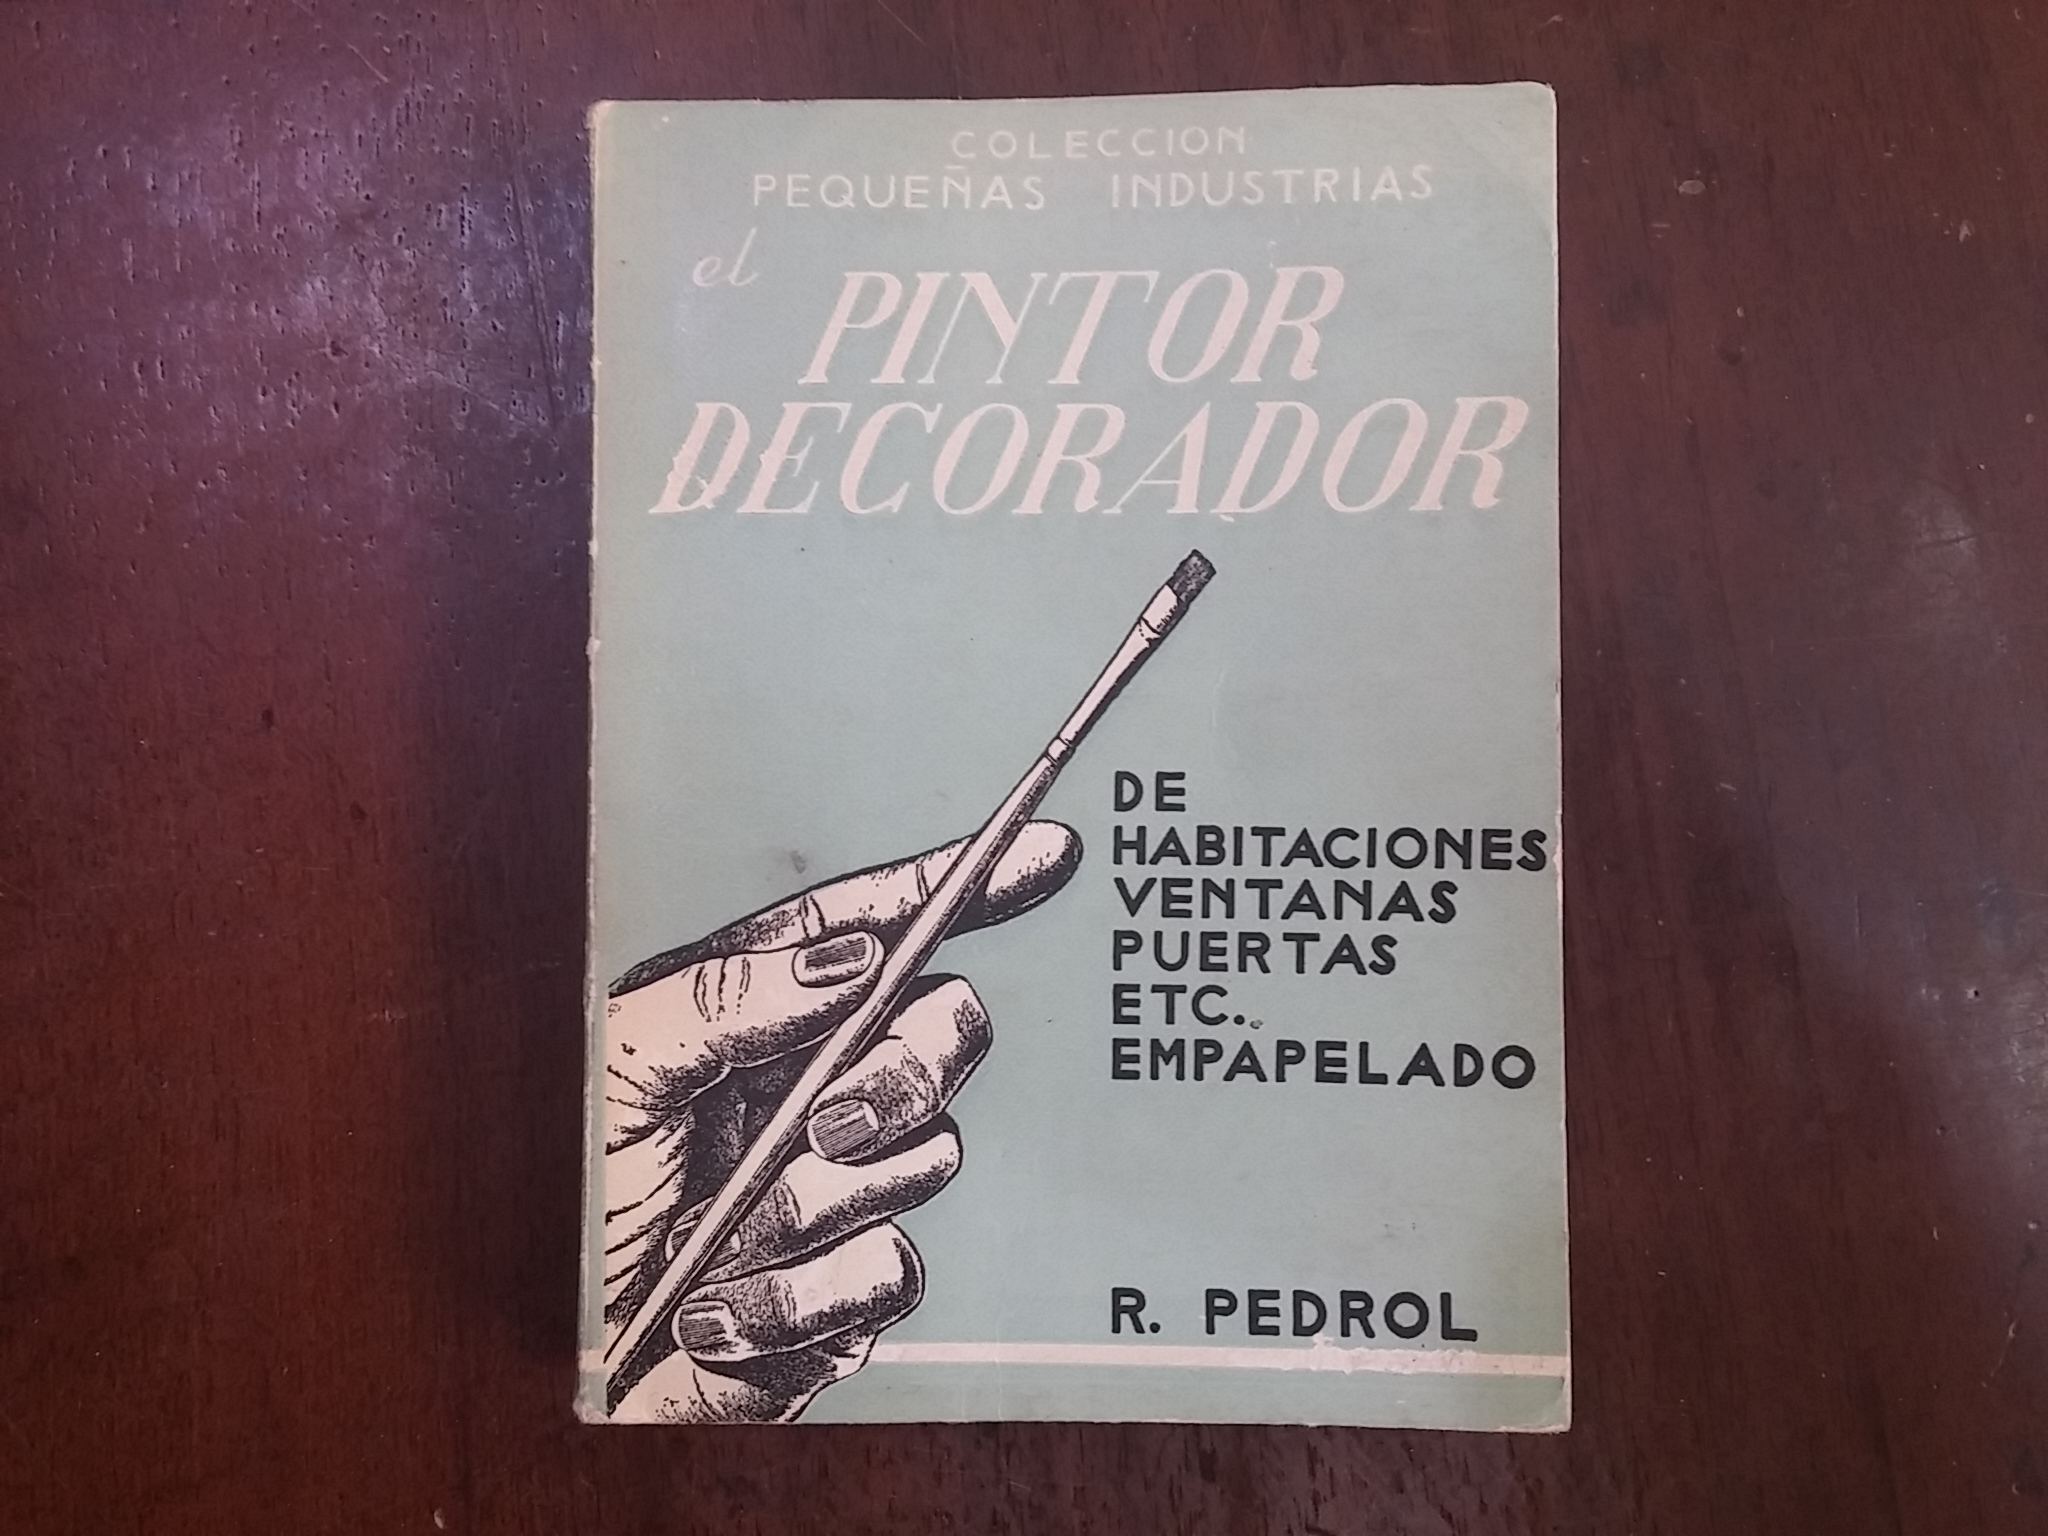 COLECCION
PEQUEÑAS INDUSTRIAS
el
PINTOR
DECORADOR
DE
HABITACIONES
VENTANAS
PUERTAS
ETC.
EMPAPELADO
R. PEDROL